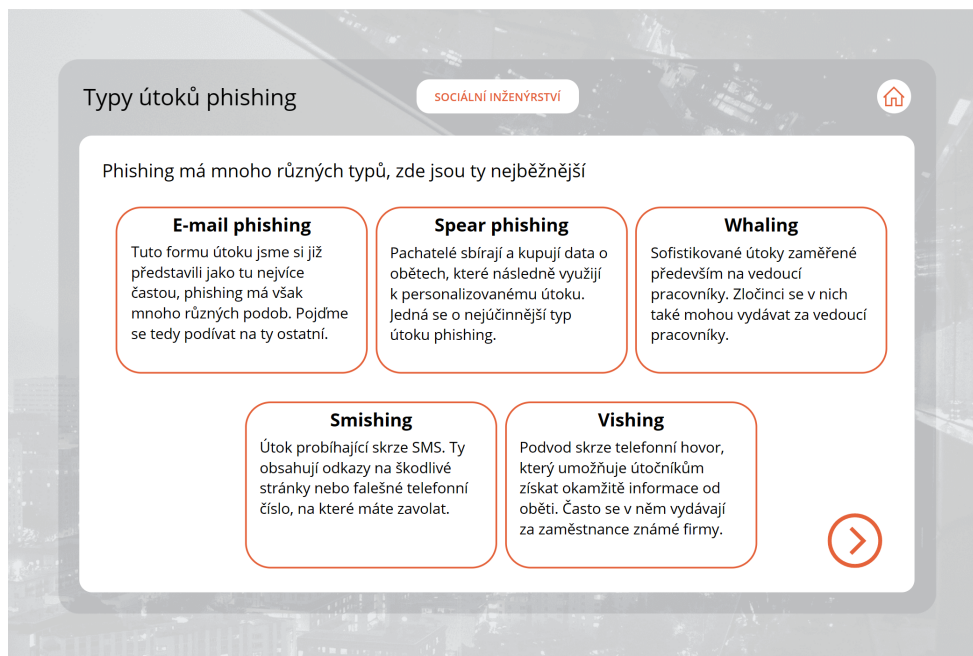 Typy útoků phishing
SOCIÁLNÍ INŽENÝRSTVÍ
Phishing má mnoho různých typů, zde jsou ty nejběžnější
E-mail phishing
Tuto formu útoku jsme si již
představili jako tu nejvíce
častou, phishing má však
mnoho různých podob. Pojďme
se tedy podívat na ty ostatní.
Spear phishing
Pachatelé sbírají a kupují data o
obětech, které následně využijí
k personalizovanému útoku.
Jedná se o nejúčinnější typ
útoku phishing.
Whaling
Sofistikované útoky zaměřené
především na vedoucí
pracovníky. Zločinci se v nich
také mohou vydávat za vedoucí
pracovníky.
Smishing
Útok probíhající skrze SMS. Ty
obsahují odkazy na škodlivé
stránky nebo falešné telefonní
číslo, na které máte zavolat.
Vishing
Podvod skrze telefonní hovor,
který umožňuje útočníkům
získat okamžitě informace od
oběti. Často se v něm vydávají
za zaměstnance známé firmy.